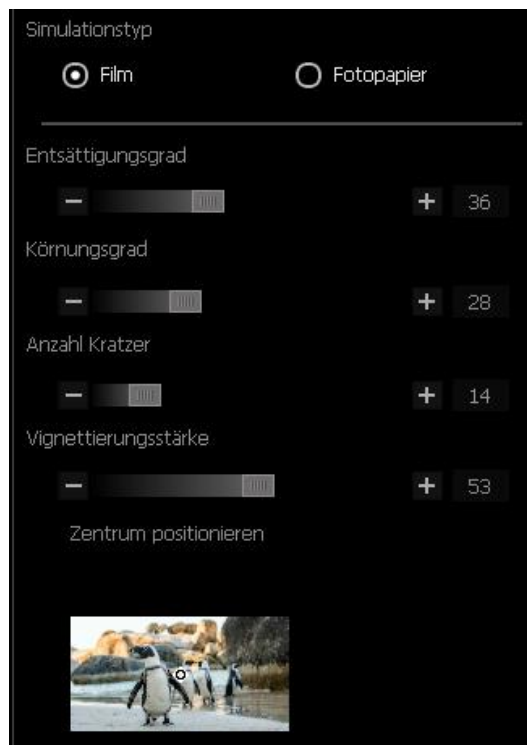 Simulationstyp
Film Fotopapier
Entsättigungsgrad
− + 36
Körnungsgrad
− + 28
Anzahl Kratzer
− + 14
Vignettierungsstärke
− + 53
Zentrum positionieren